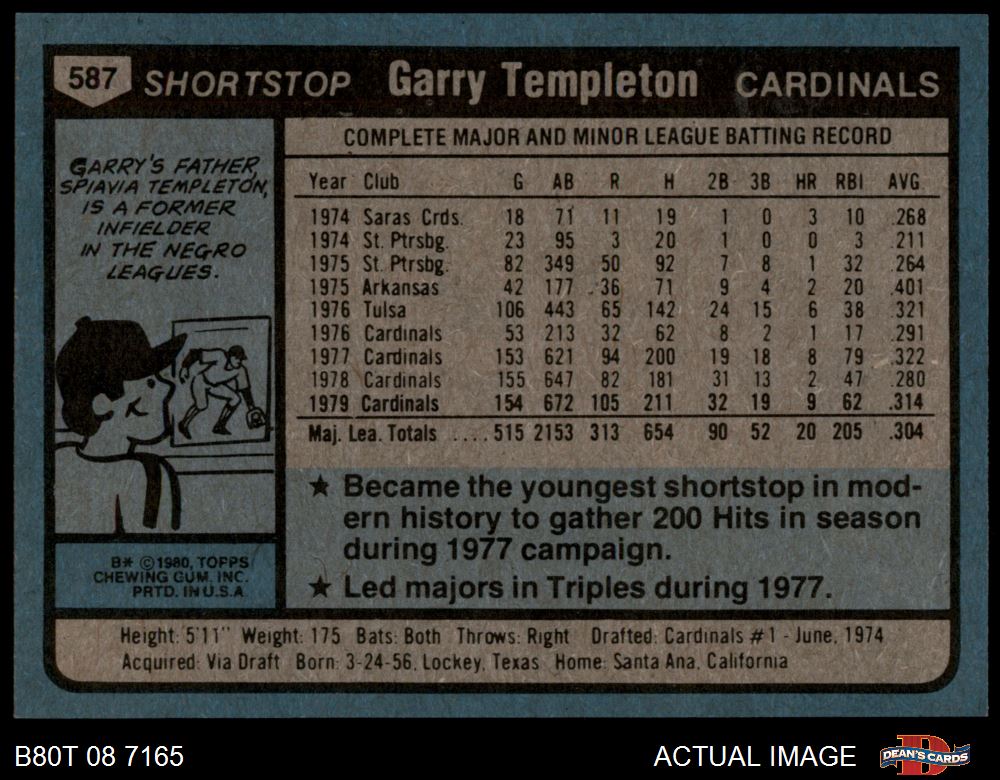 587 SHORTSTOP Garry Templeton CARDINALS
GARRY'S FATHER,
SPIAVIA TEMPLETON,
IS A FORMER
INFIELDER
IN THE NEGRO
LEAGUES.
B* ©1980, TOPPS
CHEWING GUM. INC.
PRTD. IN U.S.A
COMPLETE MAJOR AND MINOR LEAGUE BATTING RECORD
Year Club G AB R H 2B 3B HR RBI AVG.
1974 Saras Crds. 18 71 11 19 1 0 3 10 .268
1974 St. Ptrsbg. 23 95 3 20 1 0 0 3 .211
1975 St. Ptrsbg. 82 349 50 92 7 8 1 32 .264
1975 Arkansas 42 177 36 71 9 4 2 20 .401
1976 Tulsa 106 443 65 142 24 15 6 38 .321
1976 Cardinals 53 213 32 62 8 2 1 17 .291
1977 Cardinals 153 621 94 200 19 18 8 79 .322
1978 Cardinals 155 647 82 181 31 13 2 47 .280
1979 Cardinals 154 672 105 211 32 19 9 62 .314
Maj. Lea. Totals ....515 2153 313 654 90 52 20 205 .304
★ Became the youngest shortstop in mod-
ern history to gather 200 Hits in season
during 1977 campaign.
★ Led majors in Triples during 1977.
Height: 5'11" Weight: 175 Bats: Both Throws: Right Drafted: Cardinals #1 - June, 1974
Acquired: Via Draft Born: 3-24-56, Lockey, Texas Home: Santa Ana, California
B80T 08 7165 ACTUAL IMAGE DEAN'S CARDS